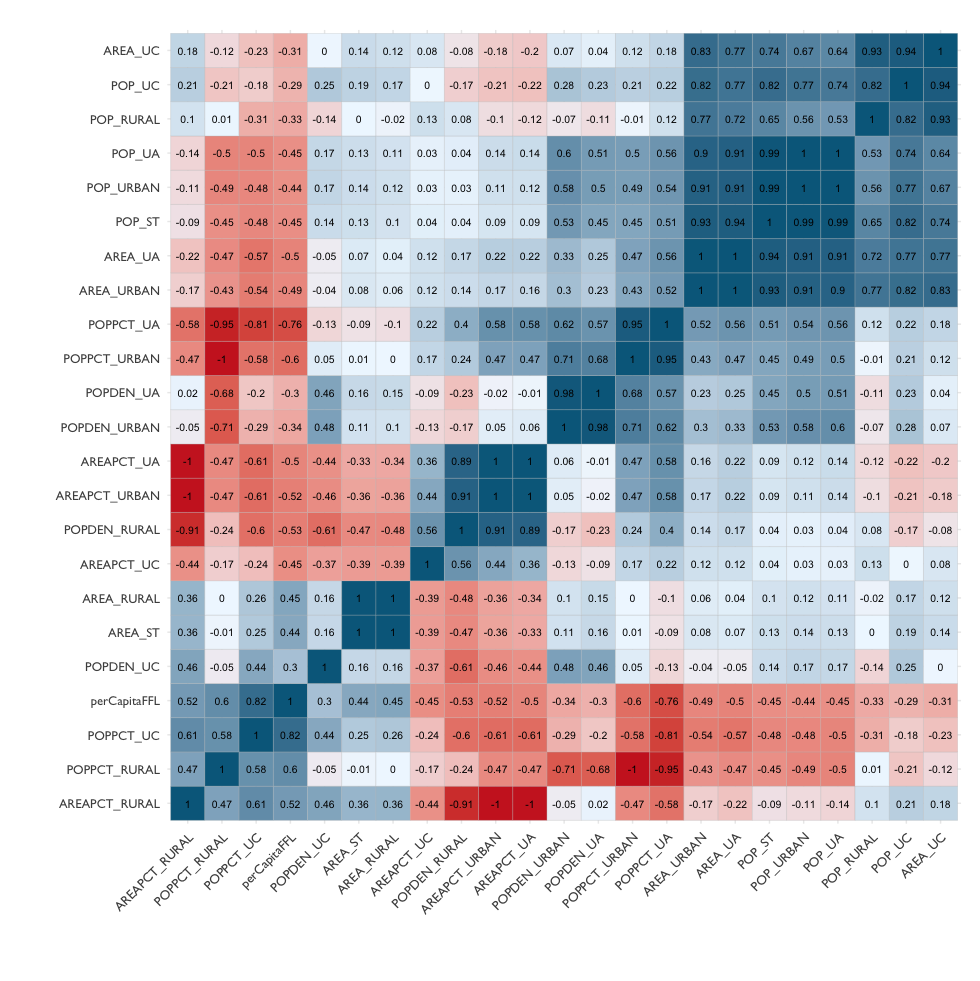 AREA_UC 0.18 -0.12 -0.23 -0.31 0 0.14 0.12 0.08 -0.08 -0.18 -0.2 0.07 0.04 0.12 0.18 0.83 0.77 0.74 0.67 0.64 0.93 0.94 1
POP_UC 0.21 -0.21 -0.18 -0.29 0.25 0.19 0.17 0 -0.17 -0.21 -0.22 0.28 0.23 0.21 0.22 0.82 0.77 0.82 0.77 0.74 0.82 1 0.94
POP_RURAL 0.1 0.01 -0.31 -0.33 -0.14 0 -0.02 0.13 0.08 -0.1 -0.12 -0.07 -0.11 -0.01 0.12 0.77 0.72 0.65 0.56 0.53 1 0.82 0.93
POP_UA -0.14 -0.5 -0.5 -0.45 0.17 0.13 0.11 0.03 0.04 0.14 0.14 0.6 0.51 0.5 0.56 0.9 0.91 0.99 1 1 0.53 0.74 0.64
POP_URBAN -0.11 -0.49 -0.48 -0.44 0.17 0.14 0.12 0.03 0.03 0.11 0.12 0.58 0.5 0.49 0.54 0.91 0.91 0.99 1 1 0.56 0.77 0.67
POP_ST -0.09 -0.45 -0.48 -0.45 0.14 0.13 0.1 0.04 0.04 0.09 0.09 0.53 0.45 0.45 0.51 0.93 0.94 1 0.99 0.99 0.65 0.82 0.74
AREA_UA -0.22 -0.47 -0.57 -0.5 -0.05 0.07 0.04 0.12 0.17 0.22 0.22 0.33 0.25 0.47 0.56 1 1 0.94 0.91 0.91 0.72 0.77 0.77
AREA_URBAN -0.17 -0.43 -0.54 -0.49 -0.04 0.08 0.06 0.12 0.14 0.17 0.16 0.3 0.23 0.43 0.52 1 1 0.93 0.91 0.9 0.77 0.82 0.83
POPPCT_UA -0.58 -0.95 -0.81 -0.76 -0.13 -0.09 -0.1 0.22 0.4 0.58 0.58 0.62 0.57 0.95 1 0.52 0.56 0.51 0.54 0.56 0.12 0.22 0.18
POPPCT_URBAN -0.47 -1 -0.58 -0.6 0.05 0.01 0 0.17 0.24 0.47 0.47 0.71 0.68 1 0.95 0.43 0.47 0.45 0.49 0.5 -0.01 0.21 0.12
POPDEN_UA 0.02 -0.68 -0.2 -0.3 0.46 0.16 0.15 -0.09 -0.23 -0.02 -0.01 0.98 1 0.68 0.57 0.23 0.25 0.45 0.5 0.51 -0.11 0.23 0.04
POPDEN_URBAN -0.05 -0.71 -0.29 -0.34 0.48 0.11 0.1 -0.13 -0.17 0.05 0.06 1 0.98 0.71 0.62 0.3 0.33 0.53 0.58 0.6 -0.07 0.28 0.07
AREAPCT_UA -1 -0.47 -0.61 -0.5 -0.44 -0.33 -0.34 0.36 0.89 1 1 0.06 -0.01 0.47 0.58 0.16 0.22 0.09 0.12 0.14 -0.12 -0.22 -0.2
AREAPCT_URBAN -1 -0.47 -0.61 -0.52 -0.46 -0.36 -0.36 0.44 0.91 1 1 0.05 -0.02 0.47 0.58 0.17 0.22 0.09 0.11 0.14 -0.1 -0.21 -0.18
POPDEN_RURAL -0.91 -0.24 -0.6 -0.53 -0.61 -0.47 -0.48 0.56 1 0.91 0.89 -0.17 -0.23 0.24 0.4 0.14 0.17 0.04 0.03 0.04 0.08 -0.17 -0.08
AREAPCT_UC -0.44 -0.17 -0.24 -0.45 -0.37 -0.39 -0.39 1 0.56 0.44 0.36 -0.13 -0.09 0.17 0.22 0.12 0.12 0.04 0.03 0.03 0.13 0 0.08
AREA_RURAL 0.36 0 0.26 0.45 0.16 1 1 -0.39 -0.48 -0.36 -0.34 0.1 0.15 0 -0.1 0.06 0.04 0.1 0.12 0.11 -0.02 0.17 0.12
AREA_ST 0.36 -0.01 0.25 0.44 0.16 1 1 -0.39 -0.47 -0.36 -0.33 0.11 0.16 0.01 -0.09 0.08 0.07 0.13 0.14 0.13 0 0.19 0.14
POPDEN_UC 0.46 -0.05 0.44 0.3 1 0.16 0.16 -0.37 -0.61 -0.46 -0.44 0.48 0.46 0.05 -0.13 -0.04 -0.05 0.14 0.17 0.17 -0.14 0.25 0
perCapitaFFL 0.52 0.6 0.82 1 0.3 0.44 0.45 -0.45 -0.53 -0.52 -0.5 -0.34 -0.3 -0.6 -0.76 -0.49 -0.5 -0.45 -0.44 -0.45 -0.33 -0.29 -0.31
POPPCT_UC 0.61 0.58 1 0.82 0.44 0.25 0.26 -0.24 -0.6 -0.61 -0.61 -0.29 -0.2 -0.58 -0.81 -0.54 -0.57 -0.48 -0.48 -0.5 -0.31 -0.18 -0.23
POPPCT_RURAL 0.47 1 0.58 0.6 -0.05 -0.01 0 -0.17 -0.24 -0.47 -0.47 -0.71 -0.68 -1 -0.95 -0.43 -0.47 -0.45 -0.49 -0.5 0.01 -0.21 -0.12
AREAPCT_RURAL 1 0.47 0.61 0.52 0.46 0.36 0.36 -0.44 -0.91 -1 -1 -0.05 0.02 -0.47 -0.58 -0.17 -0.22 -0.09 -0.11 -0.14 0.1 0.21 0.18
AREAPCT_RURAL POPPCT_RURAL POPPCT_UC perCapitaFFL POPDEN_UC AREA_ST AREA_RURAL AREAPCT_UC POPDEN_RURAL AREAPCT_URBAN AREAPCT_UA POPDEN_URBAN POPDEN_UA POPPCT_URBAN POPPCT_UA AREA_URBAN AREA_UA POP_ST POP_URBAN POP_UA POP_RURAL POP_UC AREA_UC